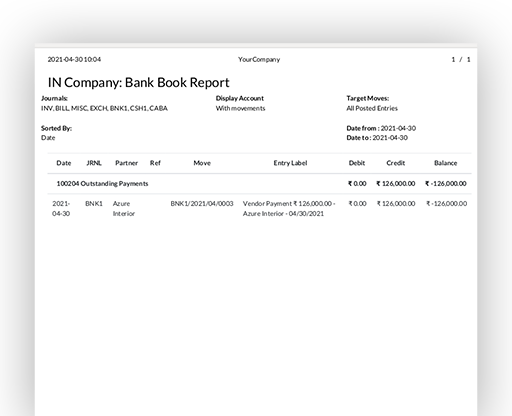 2021-04-30 10:04 YourCompany 1 / 1
IN Company: Bank Book Report
Journals: Display Account Target Moves:
INV, BILL, MISC, EXCH, BNK1, CSH1, CABA With movements All Posted Entries
Sorted By: Date from : 2021-04-30
Date Date to : 2021-04-30
Date JRNL Partner Ref Move Entry Label Debit Credit Balance
100204 Outstanding Payments ₹ 0.00 ₹ 126,000.00 ₹ -126,000.00
2021- BNK1 Azure BNK1/2021/04/0003 Vendor Payment ₹ 126,000.00 - ₹ 0.00 ₹ 126,000.00 ₹ -126,000.00
04-30 Interior Azure Interior - 04/30/2021